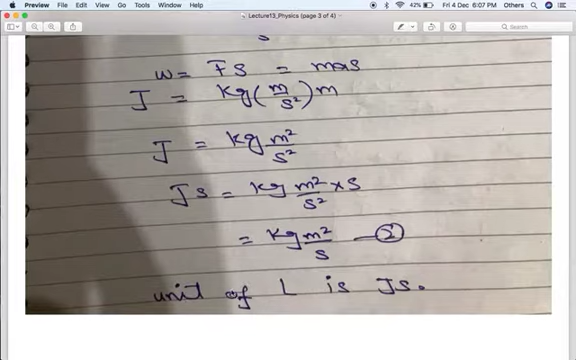 Preview File Edit View Go Tools Window Help 47% Fri 4 Dec 6:07 PM Others
Lecture13_Physics (page 3 of 4)
Search
W = FS = mas
J = kg(m/s²)m
J = kg m²/s²
Js = kg m²/s² × s
= kg m²/s — ②
unit of L is Js.